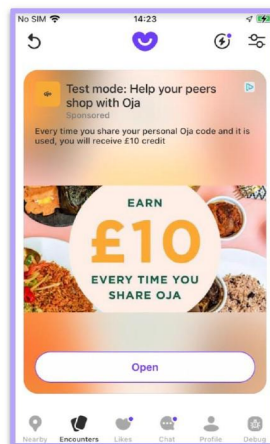 No SIM
14:23
oja
Test mode: Help your peers
shop with Oja
Sponsored
Every time you share your personal Oja code and it is
used, you will receive £10 credit
EARN
£10
EVERY TIME YOU
SHARE OJA
Open
Nearby
Encounters
Likes
Chat
Profile
Debug